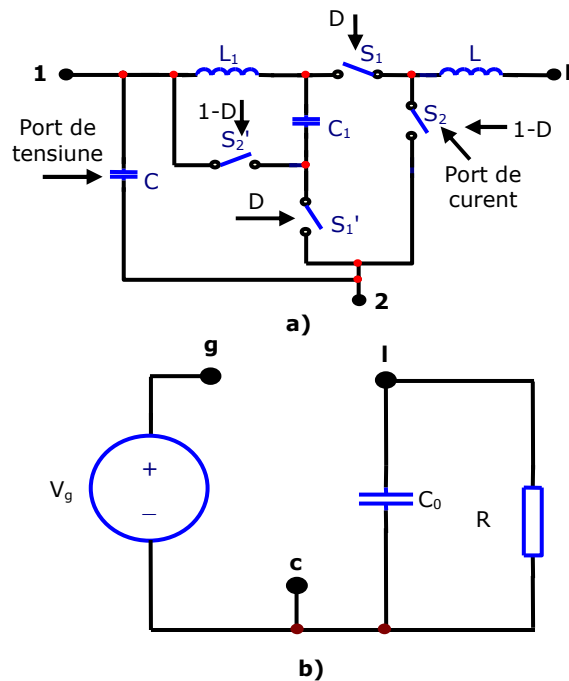 D
1
L₁
S₁
L
1-D
S₂'
C₁
S₂
1-D
Port de
tensiune
C
Port de
curent
D
S₁'
2
a)
g
l
Vg
+
−
C₀
R
c
b)